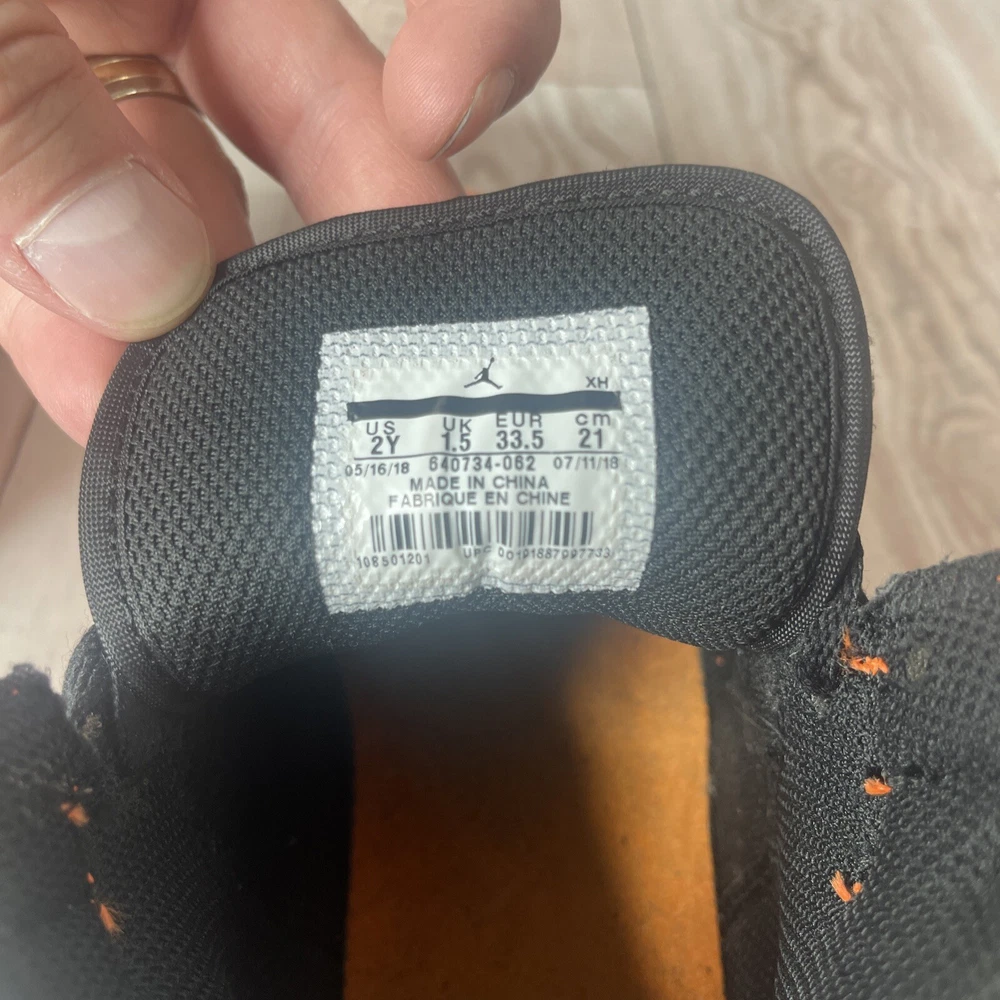 XH
US UK EUR cm
2Y 1.5 33.5 21
05/16/18 640734-062 07/11/18
MADE IN CHINA
FABRIQUE EN CHINE
108501201 UPC 00191887997733